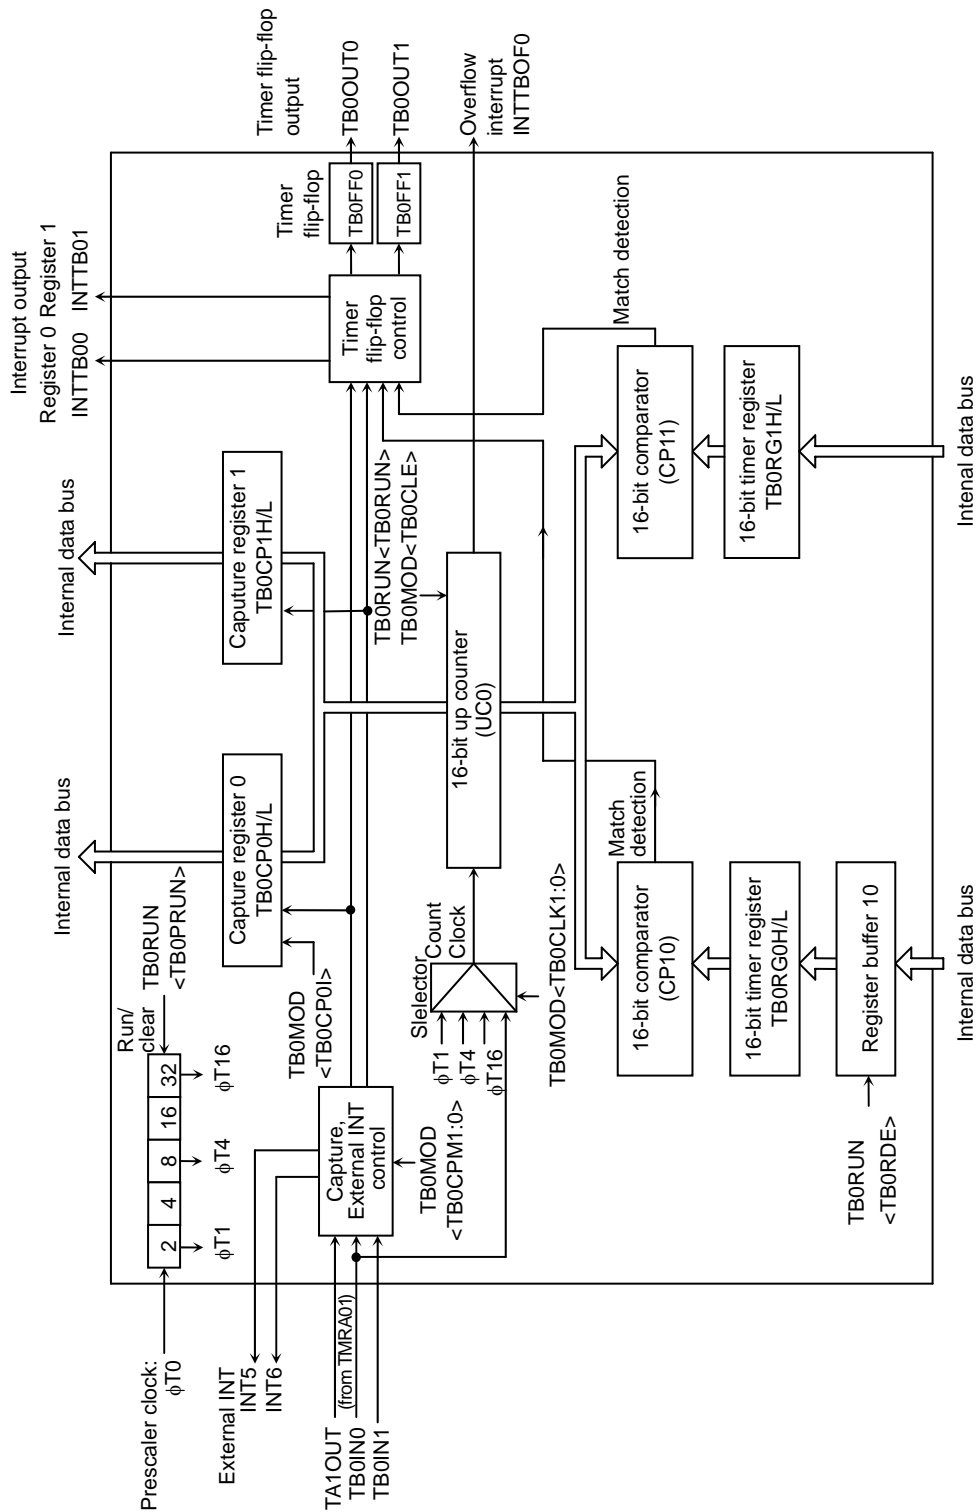 Prescaler clock:
ϕT0
2 4 8 16 32
ϕT1
ϕT4
ϕT16
Run/
clear
TB0RUN
<TB0PRUN>
External INT
INT5
INT6
TA1OUT
(from TMRA01)
TB0IN0
TB0IN1
Capture,
External INT
control
TB0MOD
<TB0CPM1:0>
TB0MOD
<TB0CP0I>
Internal data bus
Capture register 0
TB0CP0H/L
Internal data bus
Caputure register 1
TB0CP1H/L
Interrupt output
Register 0 Register 1
INTTB00 INTTB01
Slelector
ϕT1
ϕT4
ϕT16
Count
Clock
TB0MOD<TB0CLK1:0>
16-bit up counter
(UC0)
TB0RUN<TB0RUN>
TB0MOD<TB0CLE>
Timer
flip-flop
control
Timer
flip-flop
TB0FF0
TB0FF1
Timer flip-flop
output
TB0OUT0
TB0OUT1
Overflow
interrupt
INTTBOF0
Match
detection
16-bit comparator
(CP10)
16-bit timer register
TB0RG0H/L
Register buffer 10
TB0RUN
<TB0RDE>
Internal data bus
Match detection
16-bit comparator
(CP11)
16-bit timer register
TB0RG1H/L
Intenal data bus